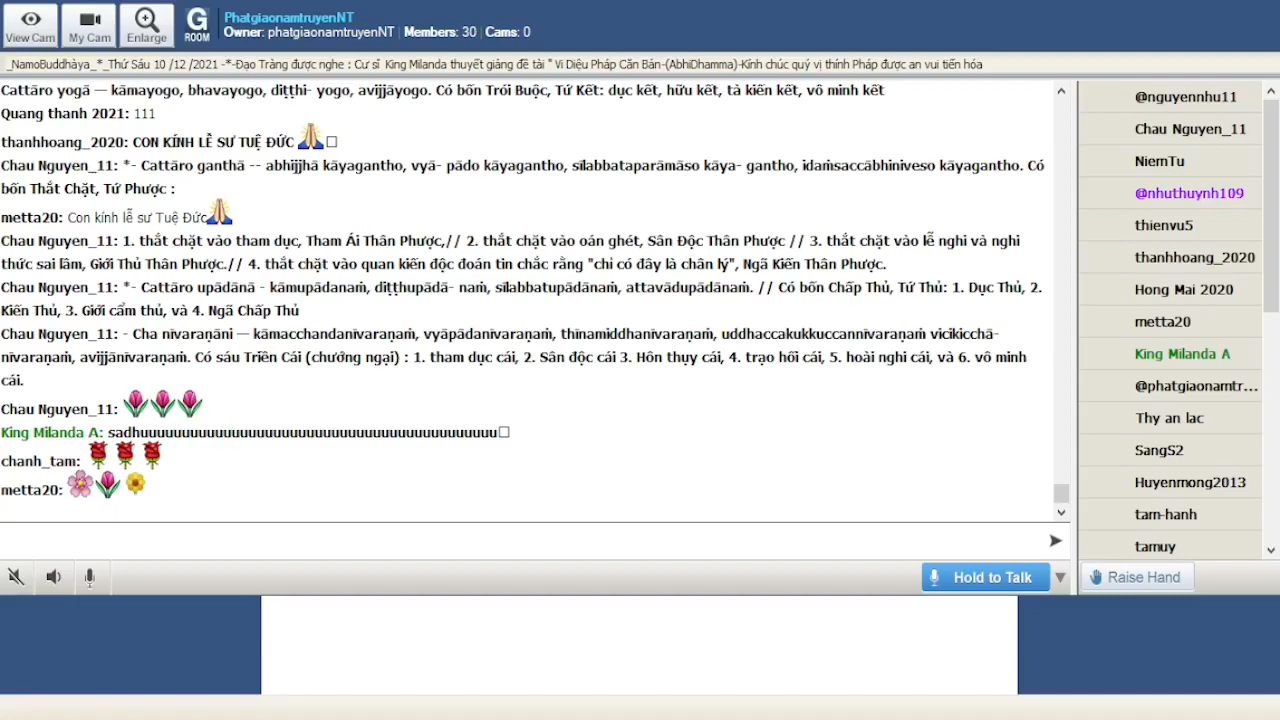 View Cam
My Cam
Enlarge
G
ROOM
PhatgiaonamtruyenNT
Owner: phatgiaonamtruyenNT | Members: 30 | Cams: 0
_NamoBuddhàya_*_Thứ Sáu 10 /12 /2021 -*-Đạo Tràng được nghe : Cư sĩ King Milanda thuyết giảng đề tài " Vi Diệu Pháp Căn Bản-(AbhiDhamma)-Kính chúc quý vị thính Pháp được an vui tiến hóa
Cattāro yogā — kāmayogo, bhavayogo, diṭṭhi- yogo, avijjāyogo. Có bốn Trói Buộc, Tứ Kết: dục kết, hữu kết, tà kiến kết, vô minh kết
Quang thanh 2021: 111
thanhhoang_2020: CON KÍNH LỄ SƯ TUỆ ĐỨC
Chau Nguyen_11: *- Cattāro ganthā -- abhijjhā kāyagantho, vyā- pādo kāyagantho, sīlabbataparāmāso kāya- gantho, idaṁsaccābhiniveso kāyagantho. Có
bốn Thắt Chặt, Tứ Phược :
metta20: Con kính lễ sư Tuệ Đức
Chau Nguyen_11: 1. thắt chặt vào tham dục, Tham Ái Thân Phược,// 2. thắt chặt vào oán ghét, Sân Độc Thân Phược // 3. thắt chặt vào lễ nghi và nghi
thức sai lầm, Giới Thủ Thân Phược.// 4. thắt chặt vào quan kiến độc đoán tin chắc rằng "chỉ có đây là chân lý", Ngã Kiến Thân Phược.
Chau Nguyen_11: *- Cattāro upādānā - kāmupādanaṁ, diṭṭhupādā- naṁ, sīlabbatupādānaṁ, attavādupādānaṁ. // Có bốn Chấp Thủ, Tứ Thủ: 1. Dục Thủ, 2.
Kiến Thủ, 3. Giới cấm thủ, và 4. Ngã Chấp Thủ
Chau Nguyen_11: - Cha nīvaraṇāni — kāmacchandanīvaraṇaṁ, vyāpādanīvaraṇaṁ, thīnamiddhanīvaraṇaṁ, uddhaccakukkuccannīvaraṇaṁ vicikicchā-
nīvaraṇaṁ, avijjānīvaraṇaṁ. Có sáu Triền Cái (chướng ngại) : 1. tham dục cái, 2. Sân độc cái 3. Hôn thụy cái, 4. trạo hối cái, 5. hoài nghi cái, và 6. vô minh
cái.
Chau Nguyen_11:
King Milanda A: sadhuuuuuuuuuuuuuuuuuuuuuuuuuuuuuuuuuuuuuuuuuuu
chanh_tam:
metta20:
@nguyennhu11
Chau Nguyen_11
NiemTu
@nhuthuynh109
thienvu5
thanhhoang_2020
Hong Mai 2020
metta20
King Milanda A
@phatgiaonamtr...
Thy an lac
SangS2
Huyenmong2013
tam-hanh
tamuy
Hold to Talk
Raise Hand